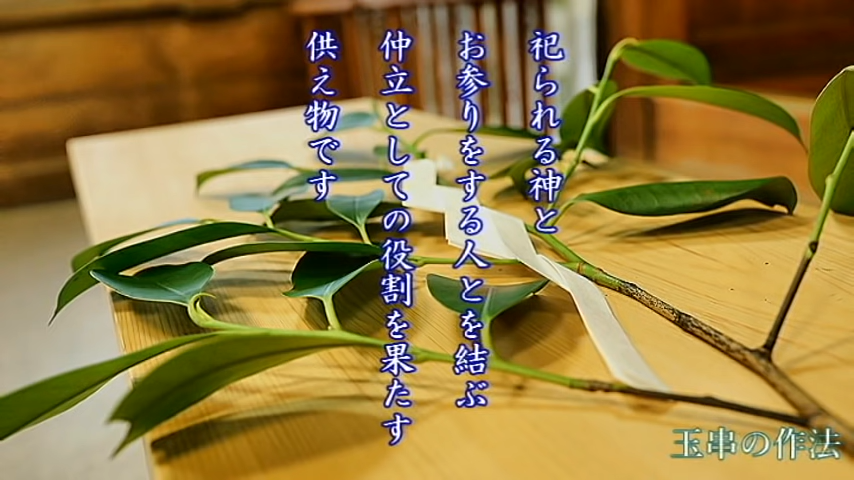 祀られる神と
お参りをする人とを結ぶ
仲立としての役割を果たす
供え物です
玉串の作法